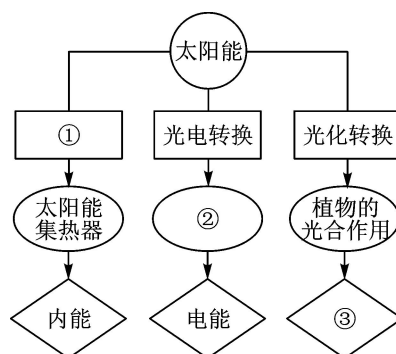 太阳能
①
光电转换
光化转换
太阳能
集热器
②
植物的
光合作用
内能
电能
③